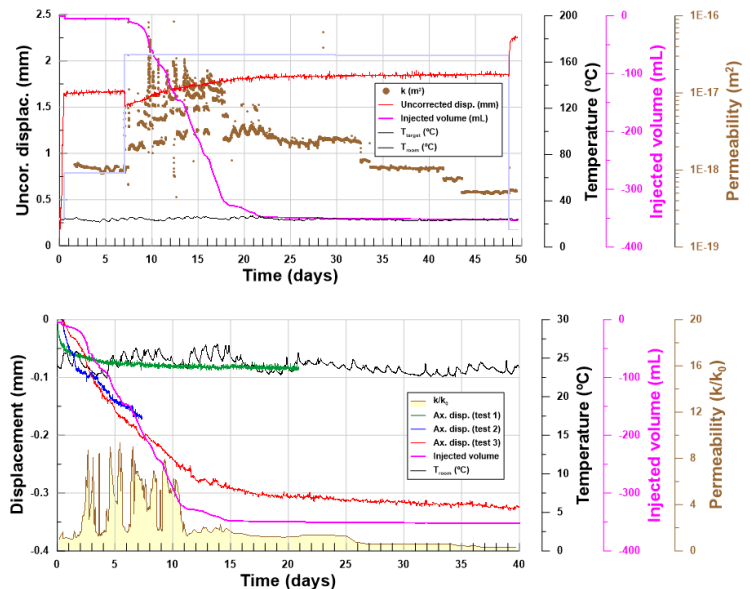 Uncor. displac. (mm)
2.5
2
1.5
1
0.5
0
0 5 10 15 20 25 30 35 40 45 50
Time (days)
k (m²)
Uncorrected disp. (mm)
Injected volume (mL)
Ttarget (ºC)
Troom (ºC)
Temperature (ºC)
200
160
120
80
40
0
Injected volume (mL)
0
-100
-200
-300
-350
-400
Permeability (m²)
1E-16
1E-17
1E-18
1E-19
Displacement (mm)
0
-0.1
-0.2
-0.3
-0.4
0 5 10 15 20 25 30 35 40
Time (days)
k/k0
Ax. disp. (test 1)
Ax. disp. (test 2)
Ax. disp. (test 3)
Injected volume
Troom (ºC)
Temperature (ºC)
30
25
20
15
10
5
0
Injected volume (mL)
0
-100
-200
-300
-400
Permeability (k/k0)
20
16
12
8
4
0